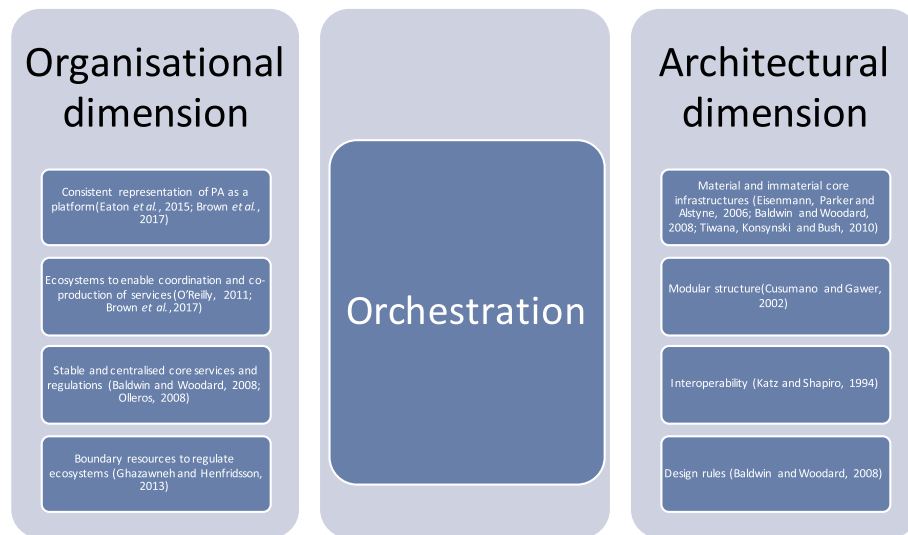 Organisational
dimension
Consistent representation of PA as a
platform(Eaton et al., 2015; Brown et al.,
2017)
Ecosystems to enable coordination and co-
production of services(O'Reilly, 2011;
Brown et al.,2017)
Stable and centralised core services and
regulations (Baldwin and Woodard, 2008;
Olleros, 2008)
Boundary resources to regulate
ecosystems (Ghazawneh and Henfridsson,
2013)
Orchestration
Architectural
dimension
Material and immaterial core
infrastructures (Eisenmann, Parker and
Alstyne, 2006; Baldwin and Woodard,
2008; Tiwana, Konsynski and Bush, 2010)
Modular structure(Cusumano and Gawer,
2002)
Interoperability (Katz and Shapiro, 1994)
Design rules (Baldwin and Woodard, 2008)